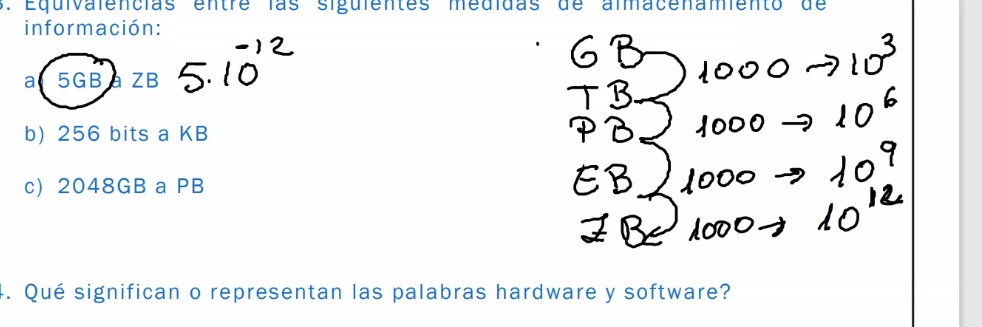 3. Equivalencias entre las siguientes medidas de almacenamiento de
información:
a) 5GB a ZB 5.10^-12
b) 256 bits a KB
c) 2048GB a PB
GB
TB
PB
EB
ZB
1000 → 10^3
1000 → 10^6
1000 → 10^9
1000 → 10^12
. Qué significan o representan las palabras hardware y software?